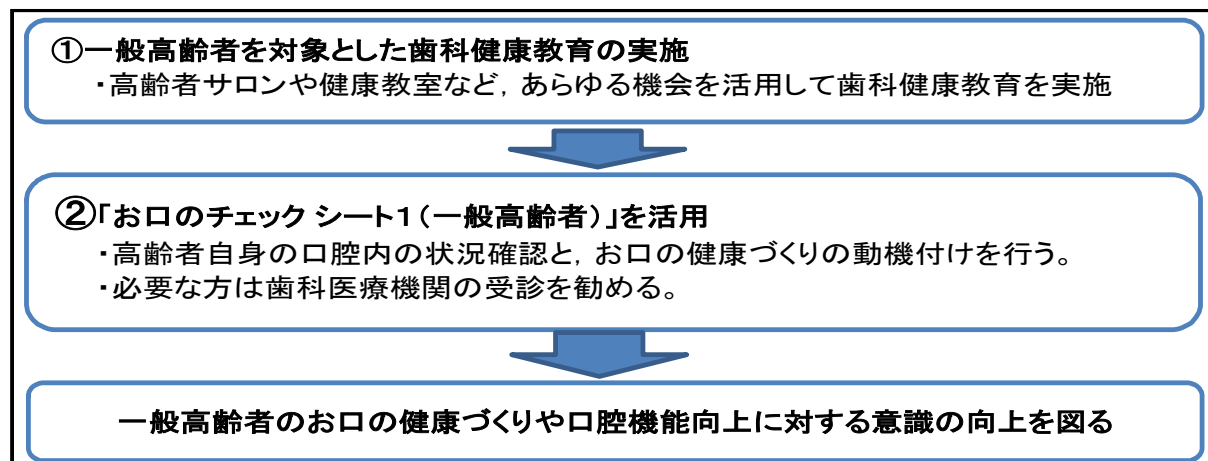 ①一般高齢者を対象とした歯科健康教育の実施
・高齢者サロンや健康教室など，あらゆる機会を活用して歯科健康教育を実施
②「お口のチェック シート１（一般高齢者）」を活用
・高齢者自身の口腔内の状況確認と，お口の健康づくりの動機付けを行う。
・必要な方は歯科医療機関の受診を勧める。
一般高齢者のお口の健康づくりや口腔機能向上に対する意識の向上を図る